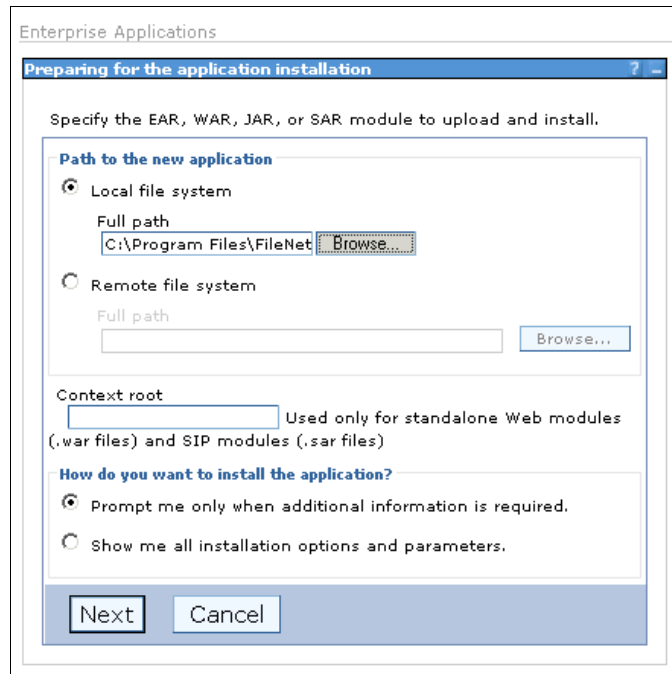 Enterprise Applications
Preparing for the application installation ? –
Specify the EAR, WAR, JAR, or SAR module to upload and install.
Path to the new application
Local file system
Full path
C:\Program Files\FileNet Browse...
Remote file system
Full path
Browse...
Context root
Used only for standalone Web modules
(.war files) and SIP modules (.sar files)
How do you want to install the application?
Prompt me only when additional information is required.
Show me all installation options and parameters.
Next Cancel